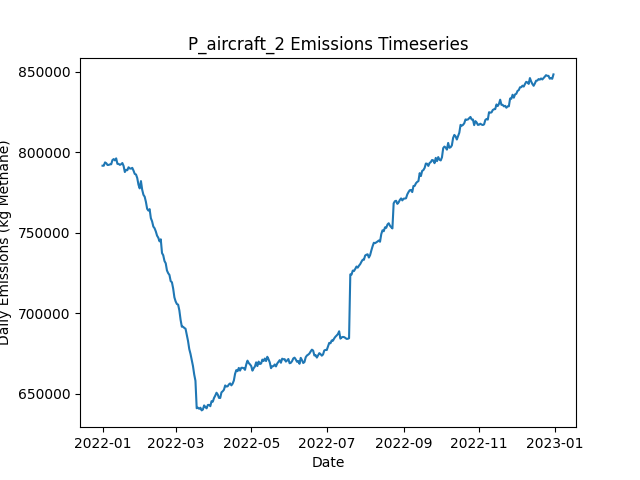 P_aircraft_2 Emissions Timeseries
Daily Emissions (kg Methane)
850000
800000
750000
700000
650000
2022-01 2022-03 2022-05 2022-07 2022-09 2022-11 2023-01
Date